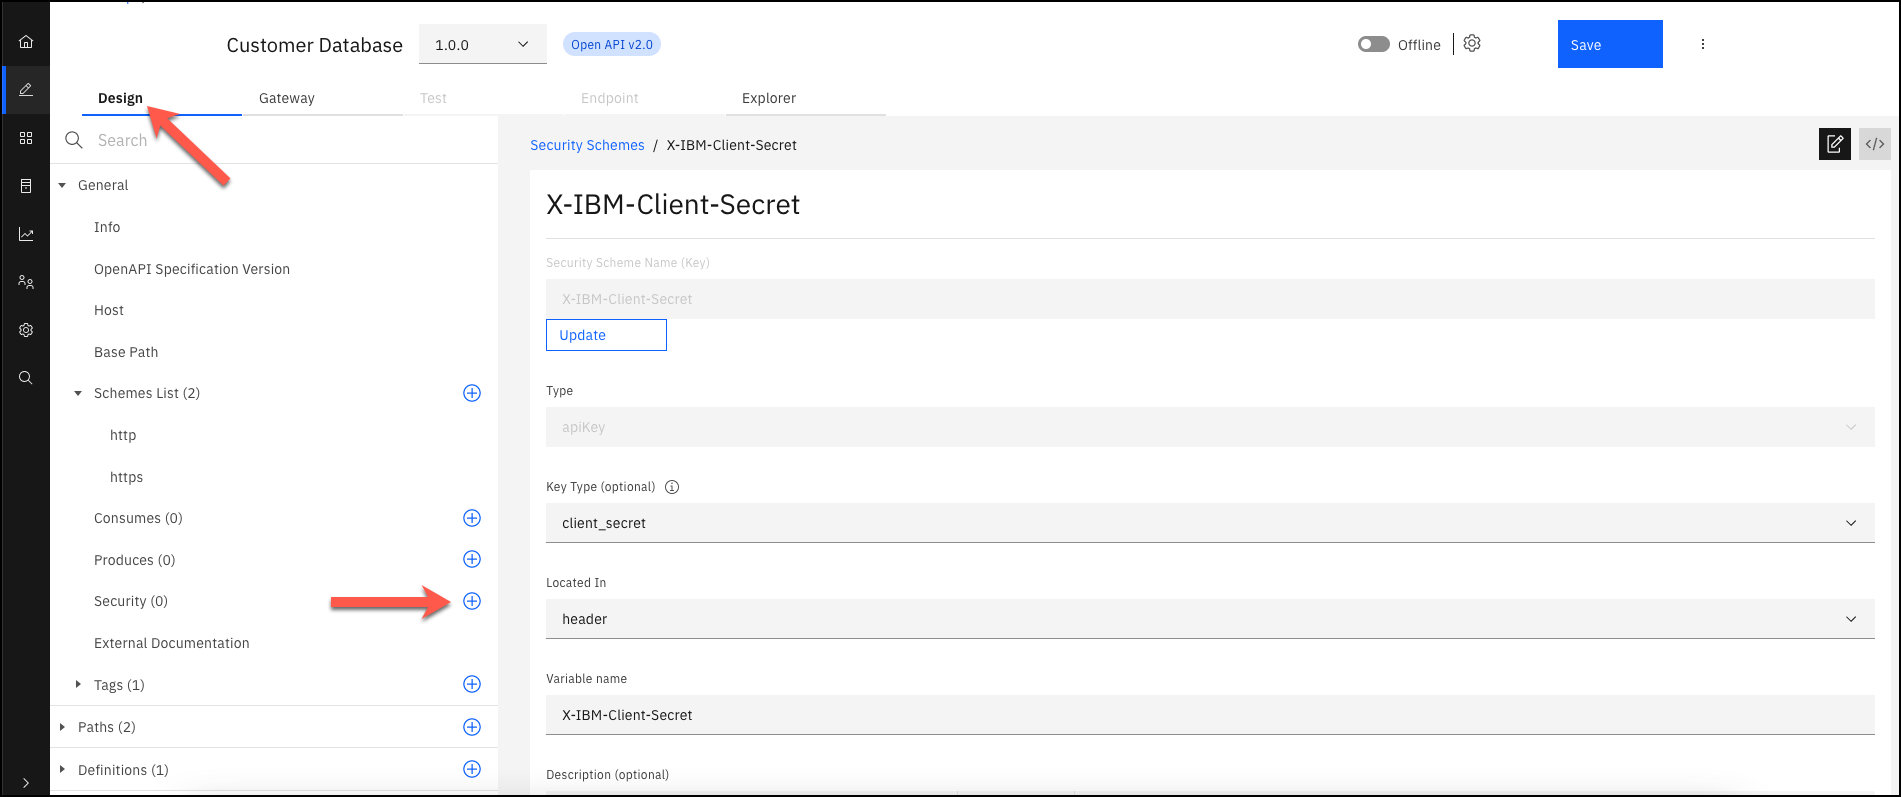 Customer Database
1.0.0
Open API v2.0
Offline
Save
Design
Gateway
Test
Endpoint
Explorer
Search
General
Info
OpenAPI Specification Version
Host
Base Path
Schemes List (2)
http
https
Consumes (0)
Produces (0)
Security (0)
External Documentation
Tags (1)
Paths (2)
Definitions (1)
Security Schemes / X-IBM-Client-Secret
</>
X-IBM-Client-Secret
Security Scheme Name (Key)
X-IBM-Client-Secret
Update
Type
apiKey
Key Type (optional)
client_secret
Located In
header
Variable name
X-IBM-Client-Secret
Description (optional)